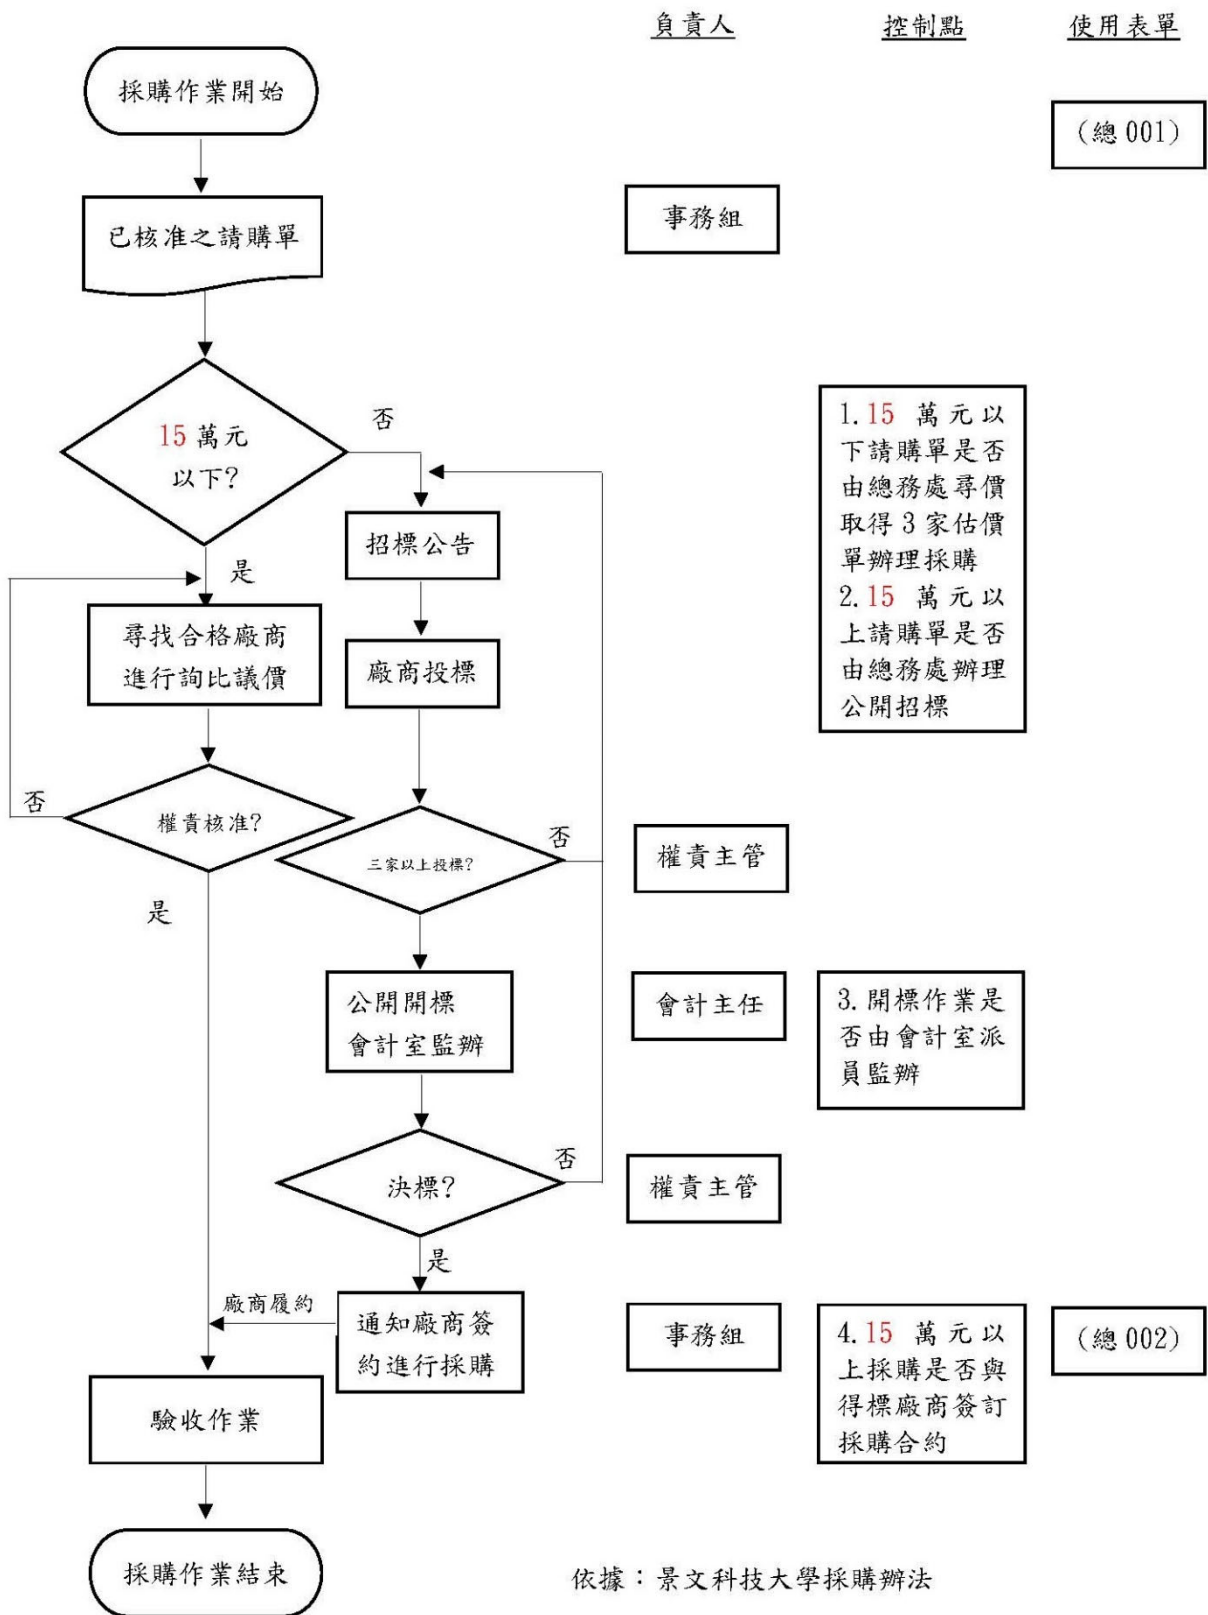 負責人
控制點
使用表單
採購作業開始
(總 001)
已核准之請購單
事務組
15 萬元
以下?
否
是
招標公告
1.15 萬元以
下請購單是否
由總務處尋價
取得 3 家估價
單辦理採購
2.15 萬元以
上請購單是否
由總務處辦理
公開招標
尋找合格廠商
進行詢比議價
廠商投標
否
權責核准?
是
三家以上投標?
否
權責主管
公開開標
會計室監辦
會計主任
3.開標作業是
否由會計室派
員監辦
決標?
否
是
權責主管
廠商履約
通知廠商簽
約進行採購
事務組
4.15 萬元以
上採購是否與
得標廠商簽訂
採購合約
(總 002)
驗收作業
採購作業結束
依據：景文科技大學採購辦法